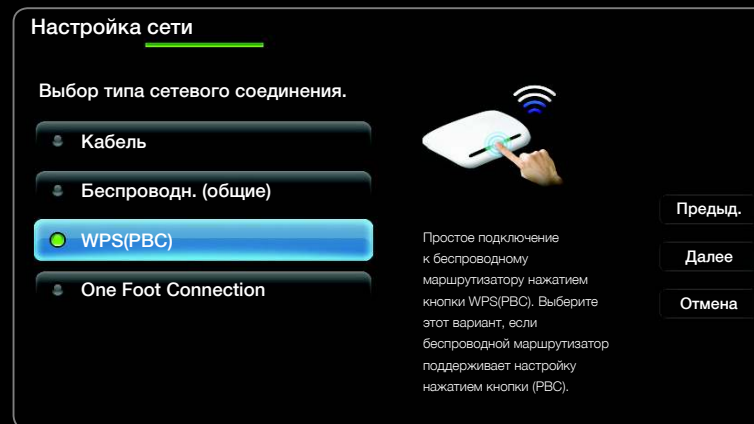 Настройка сети
Выбор типа сетевого соединения.
Кабель
Беспроводн. (общие)
WPS(PBC)
One Foot Connection
Простое подключение
к беспроводному
маршрутизатору нажатием
кнопки WPS(PBC). Выберите
этот вариант, если
беспроводной маршрутизатор
поддерживает настройку
нажатием кнопки (PBC).
Предыд.
Далее
Отмена